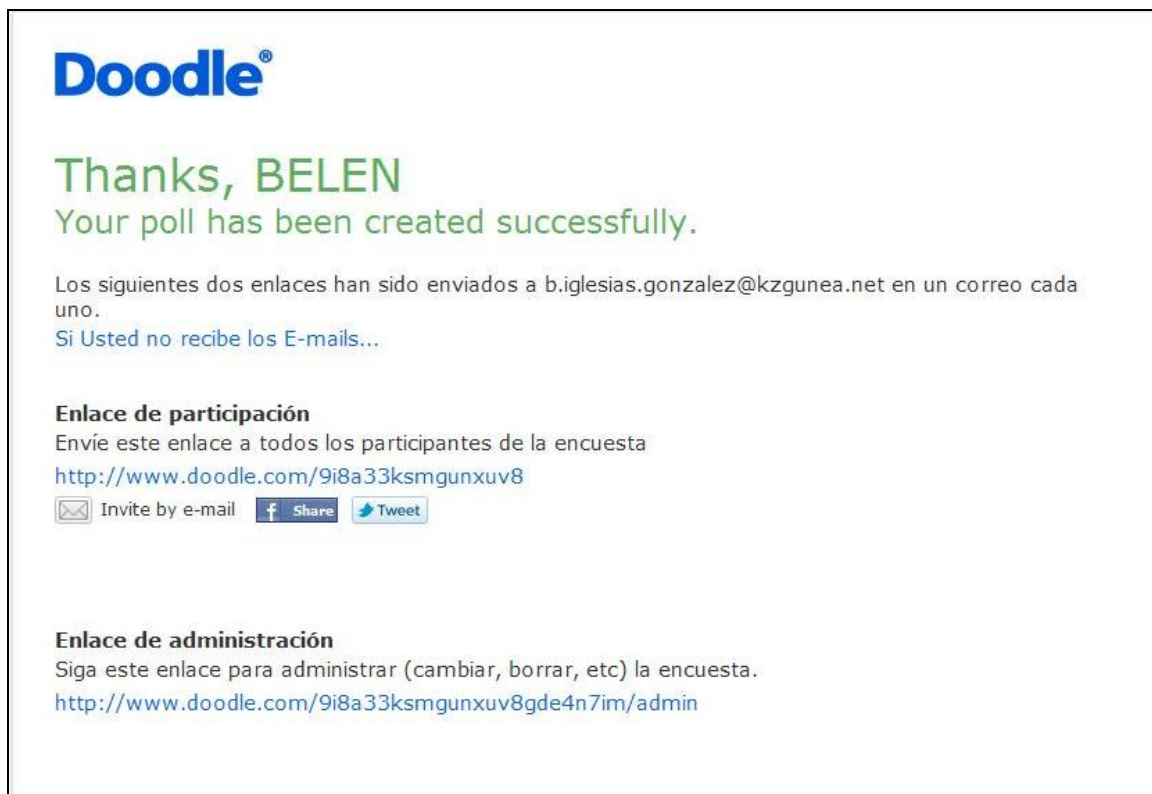 Doodle®
Thanks, BELEN
Your poll has been created successfully.
Los siguientes dos enlaces han sido enviados a b.iglesias.gonzalez@kzgunea.net en un correo cada
uno.
Si Usted no recibe los E-mails...
Enlace de participación
Envíe este enlace a todos los participantes de la encuesta
http://www.doodle.com/9i8a33ksmgunxuv8
Invite by e-mail f Share Tweet
Enlace de administración
Siga este enlace para administrar (cambiar, borrar, etc) la encuesta.
http://www.doodle.com/9i8a33ksmgunxuv8gde4n7im/admin